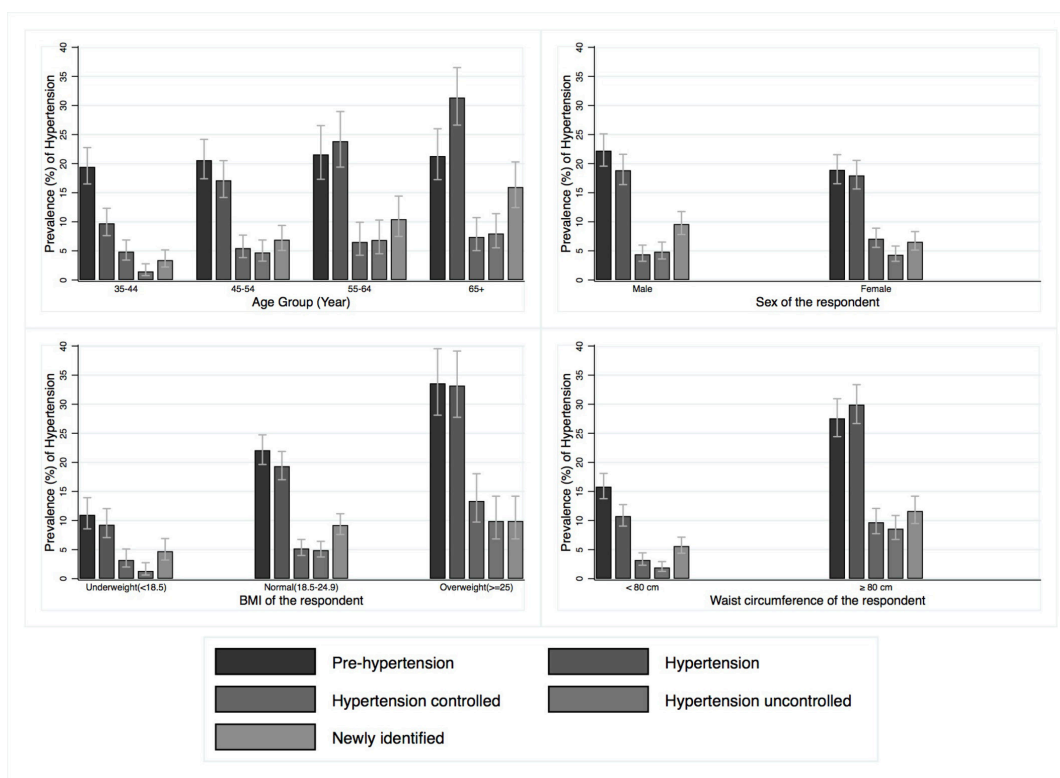 Prevalence (%) of Hypertension
40
35
30
25
20
15
10
5
0
35-44 45-54 55-64 65+
Age Group (Year)
Prevalence (%) of Hypertension
40
35
30
25
20
15
10
5
0
Male Female
Sex of the respondent
Prevalence (%) of Hypertension
40
35
30
25
20
15
10
5
0
Underweight(<18.5) Normal(18.5-24.9) Overweight(>=25)
BMI of the respondent
Prevalence (%) of Hypertension
40
35
30
25
20
15
10
5
0
< 80 cm ≥ 80 cm
Waist circumference of the respondent
Pre-hypertension Hypertension
Hypertension controlled Hypertension uncontrolled
Newly identified